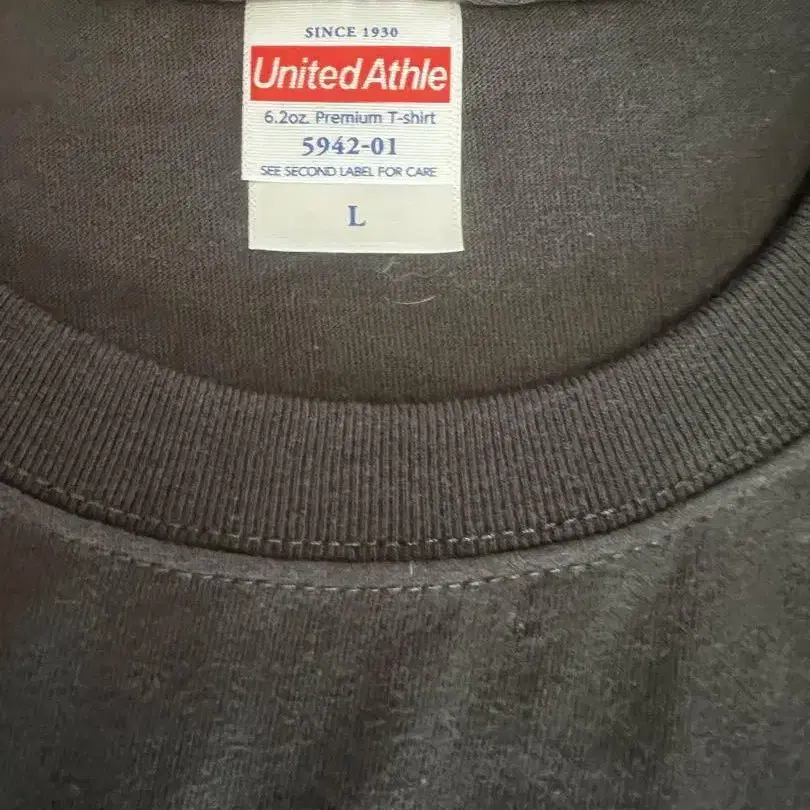 SINCE 1930
United Athle
6.2oz. Premium T-shirt
5942-01
SEE SECOND LABEL FOR CARE
L